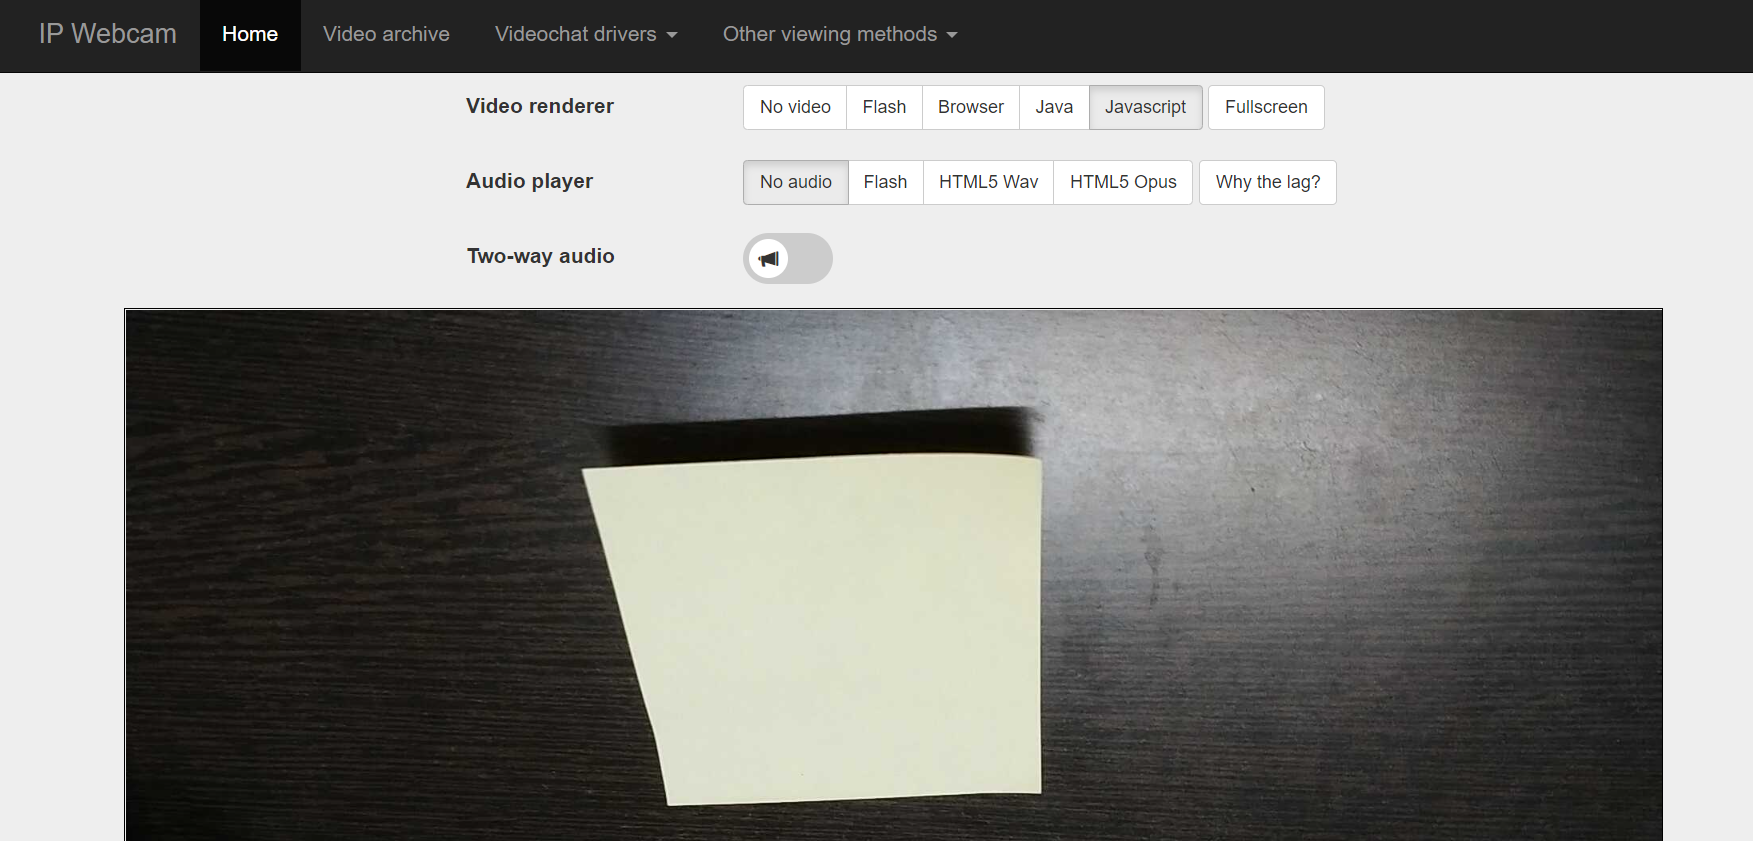 IP Webcam Home Video archive Videochat drivers Other viewing methods
Video renderer No video Flash Browser Java Javascript Fullscreen
Audio player No audio Flash HTML5 Wav HTML5 Opus Why the lag?
Two-way audio